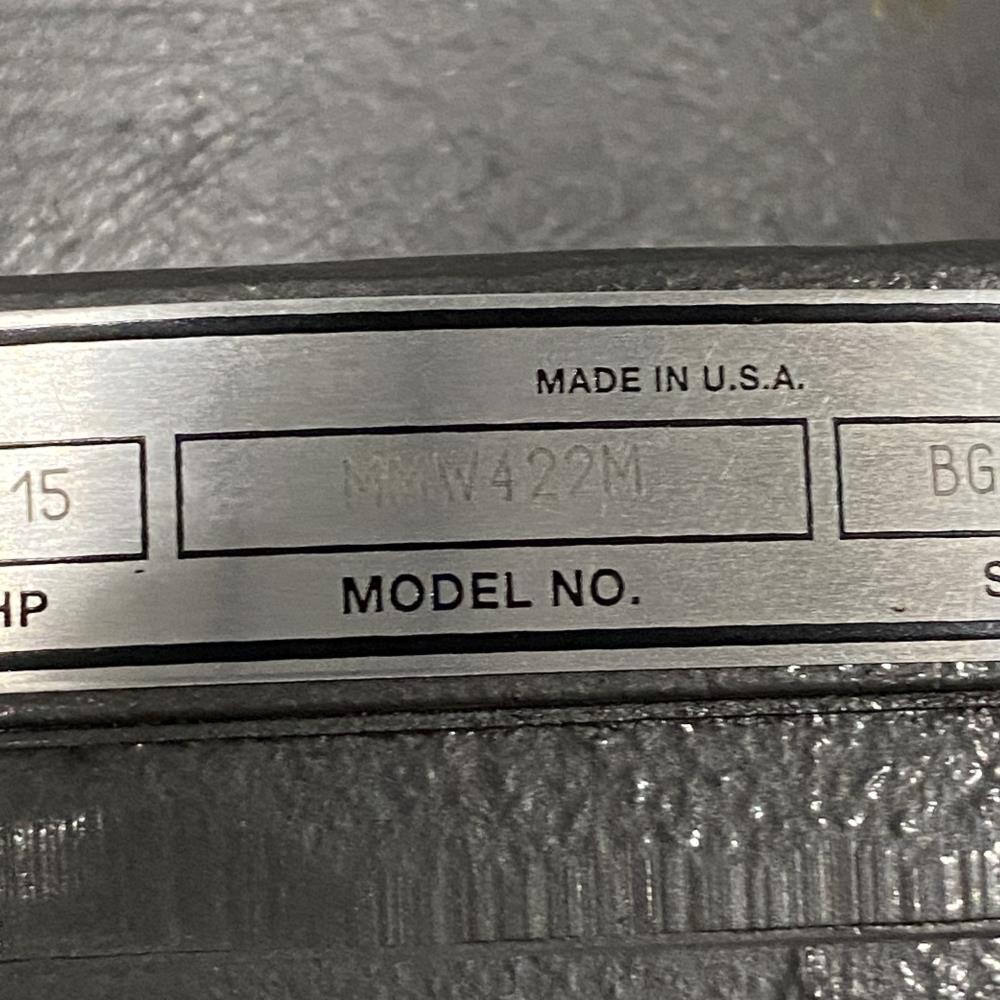 MADE IN U.S.A.
15 MMW422M BG
HP MODEL NO. S